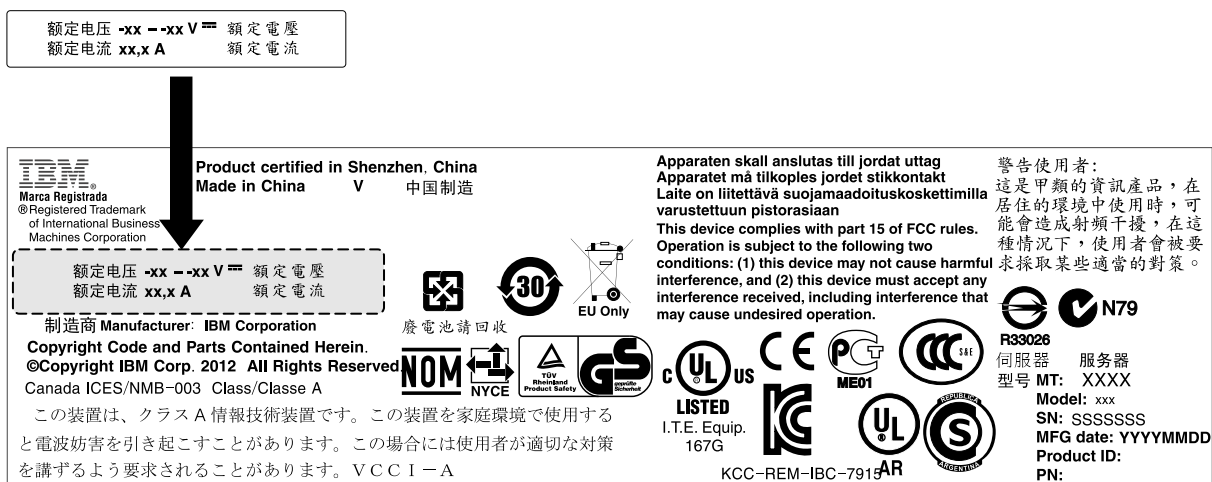 额定电压 -xx – -xx V 額定電壓
额定电流 xx,x A 額定電流
IBM®
Marca Registrada
® Registered Trademark
of International Business
Machines Corporation
Product certified in Shenzhen, China
Made in China V 中国制造
额定电压 -xx – -xx V 額定電壓
额定电流 xx,x A 額定電流
制造商 Manufacturer: IBM Corporation
Copyright Code and Parts Contained Herein.
©Copyright IBM Corp. 2012 All Rights Reserved
Canada ICES/NMB-003 Class/Classe A
この装置は、クラスA情報技術装置です。この装置を家庭環境で使用する
と電波妨害を引き起こすことがあります。この場合には使用者が適切な対策
を講ずるよう要求されることがあります。VCCI-A
廢電池請回收
30
EU Only
NOM
NYCE
TÜV
Rheinland
Product Safety
GS
geprüfte
Sicherheit
Apparaten skall anslutas till jordat uttag
Apparatet må tilkoples jordet stikkontakt
Laite on liitettävä suojamaadoituskoskettimilla
varustettuun pistorasiaan
This device complies with part 15 of FCC rules.
Operation is subject to the following two
conditions: (1) this device may not cause harmful
interference, and (2) this device must accept any
interference received, including interference that
may cause undesired operation.
C UL US
®
LISTED
I.T.E. Equip.
167G
CE
KC
KCC-REM-IBC-7915
PCT
ME01
UL
®
AR
CCC S&E
REPUBLICA
S
ARGENTINA
警告使用者:
這是甲類的資訊產品，在
居住的環境中使用時，可
能會造成射頻干擾，在這
種情況下，使用者會被要
求採取某些適當的對策。
R33026
N79
伺服器 服务器
型号 MT: XXXX
Model: xxx
SN: SSSSSSS
MFG date: YYYYMMDD
Product ID:
PN: